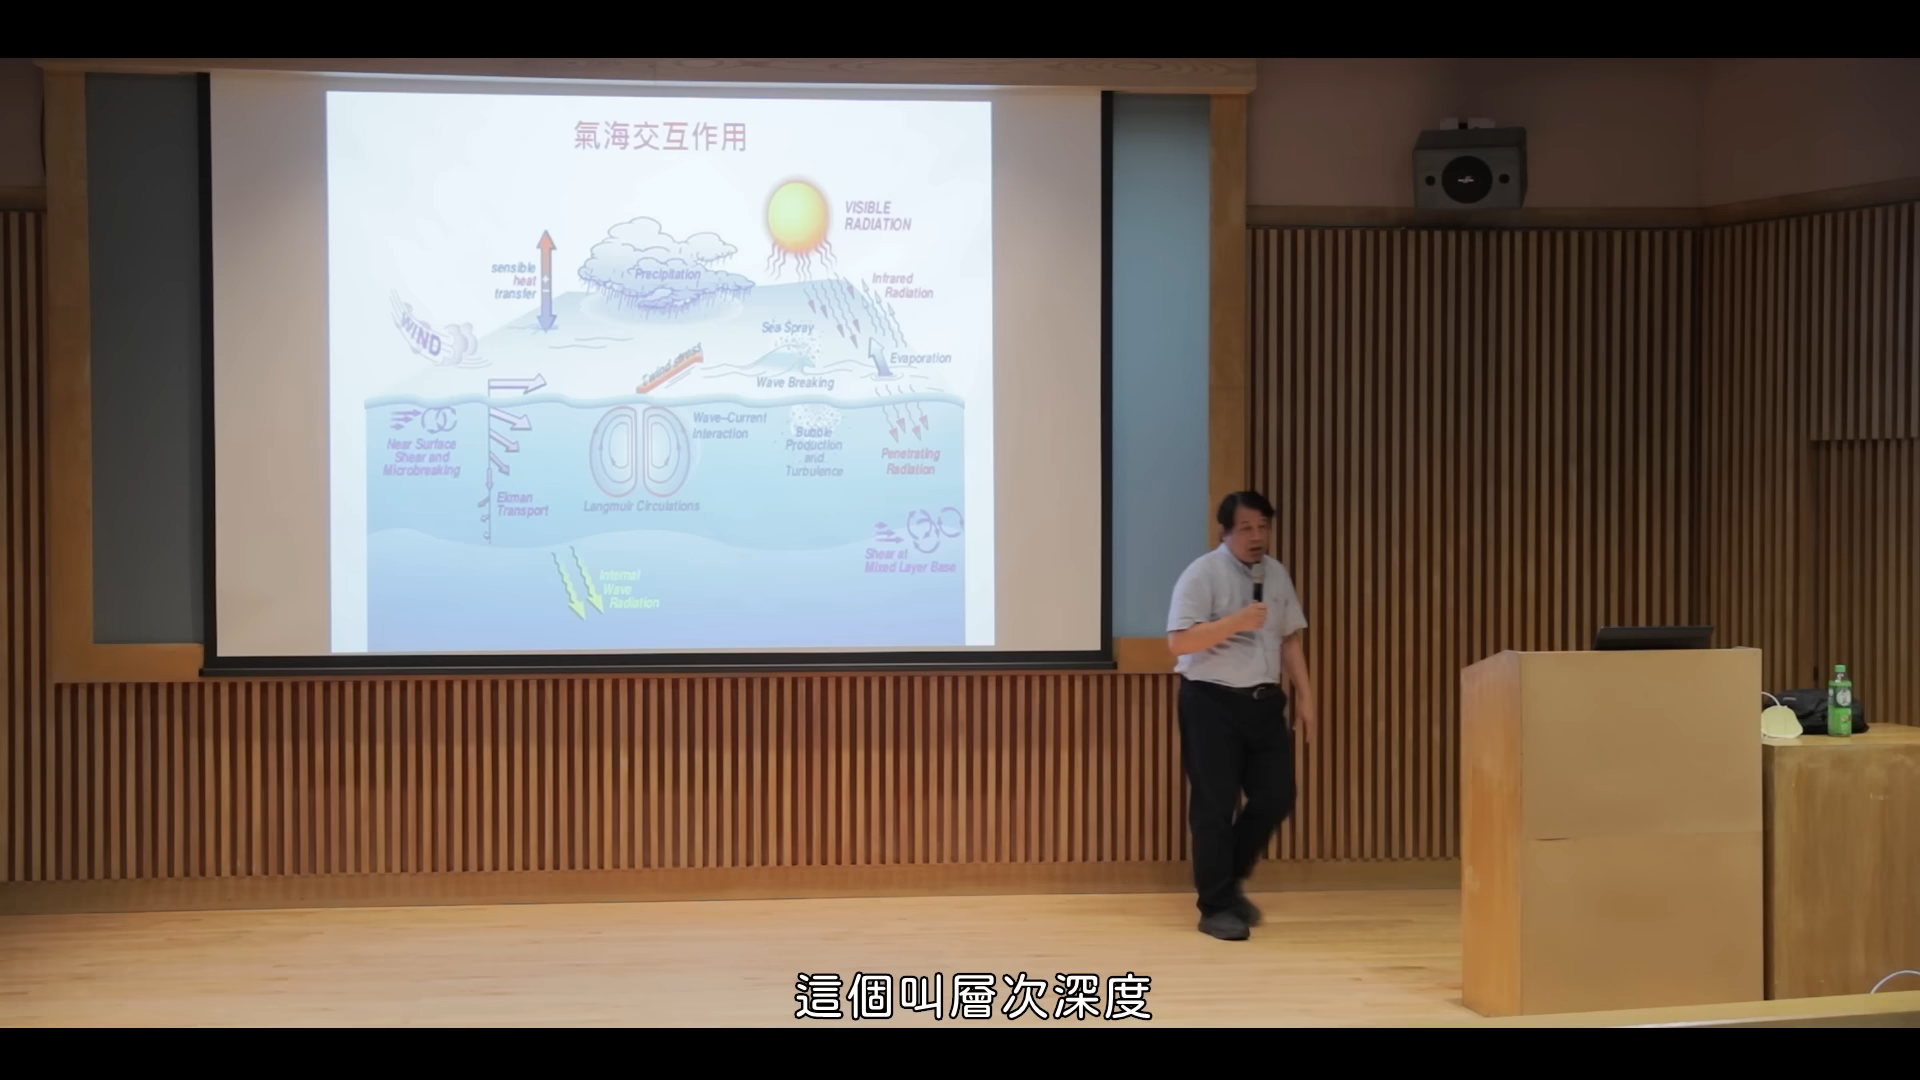 氣海交互作用
VISIBLE
RADIATION
sensible
heat
transfer
Precipitation
Infrared
Radiation
WIND
Sea Spray
τ wind stress
Evaporation
Wave Breaking
Near Surface
Shear and
Microbreaking
Wave–Current
Interaction
Bubble
Production
and
Turbulence
Penetrating
Radiation
Ekman
Transport
Langmuir Circulations
Shear at
Mixed Layer Base
Internal
Wave
Radiation
這個叫層次深度